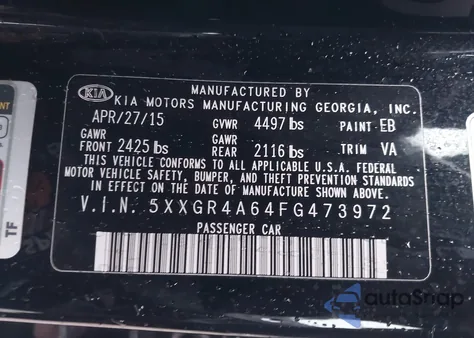 MANUFACTURED BY
KIA KIA MOTORS MANUFACTURING GEORGIA, INC.
APR/27/15 GVWR 4497 lbs PAINT EB
GAWR GAWR
FRONT 2425 lbs REAR 2116 lbs TRIM VA
THIS VEHICLE CONFORMS TO ALL APPLICABLE U.S.A. FEDERAL
MOTOR VEHICLE SAFETY, BUMPER, AND THEFT PREVENTION STANDARDS
IN EFFECT ON THE DATE OF MANUFACTURE SHOWN ABOVE.
V.I.N. 5XXGR4A64FG473972
PASSENGER CAR
TF
autoSnap